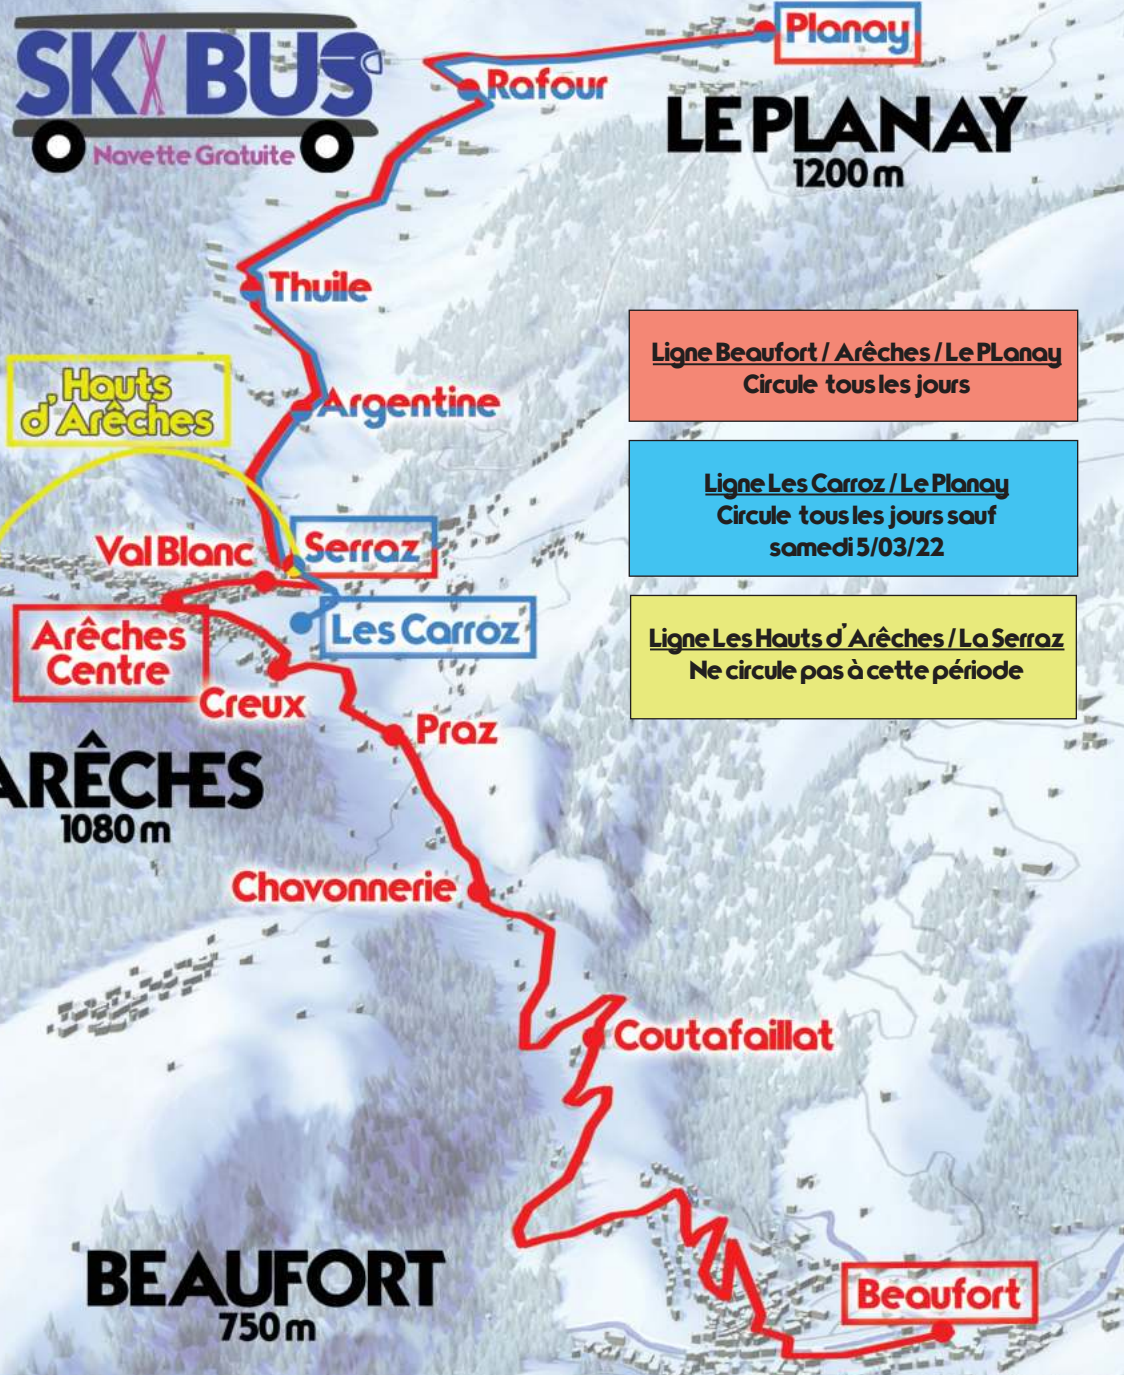 SKI BUS
Navette Gratuite
Planay
Rafour
LE PLANAY
1200 m
Thuile
Ligne Beaufort / Arêches / Le PLanay
Circule tous les jours
Hauts
d'Arêches
Argentine
Ligne Les Carroz / Le Planay
Circule tous les jours sauf
samedi 5/03/22
Val Blanc
Serraz
Arêches
Centre
Les Carroz
Ligne Les Hauts d'Arêches / La Serraz
Ne circule pas à cette période
Creux
Praz
ARÊCHES
1080 m
Chavonnerie
Coutafaillat
BEAUFORT
750 m
Beaufort